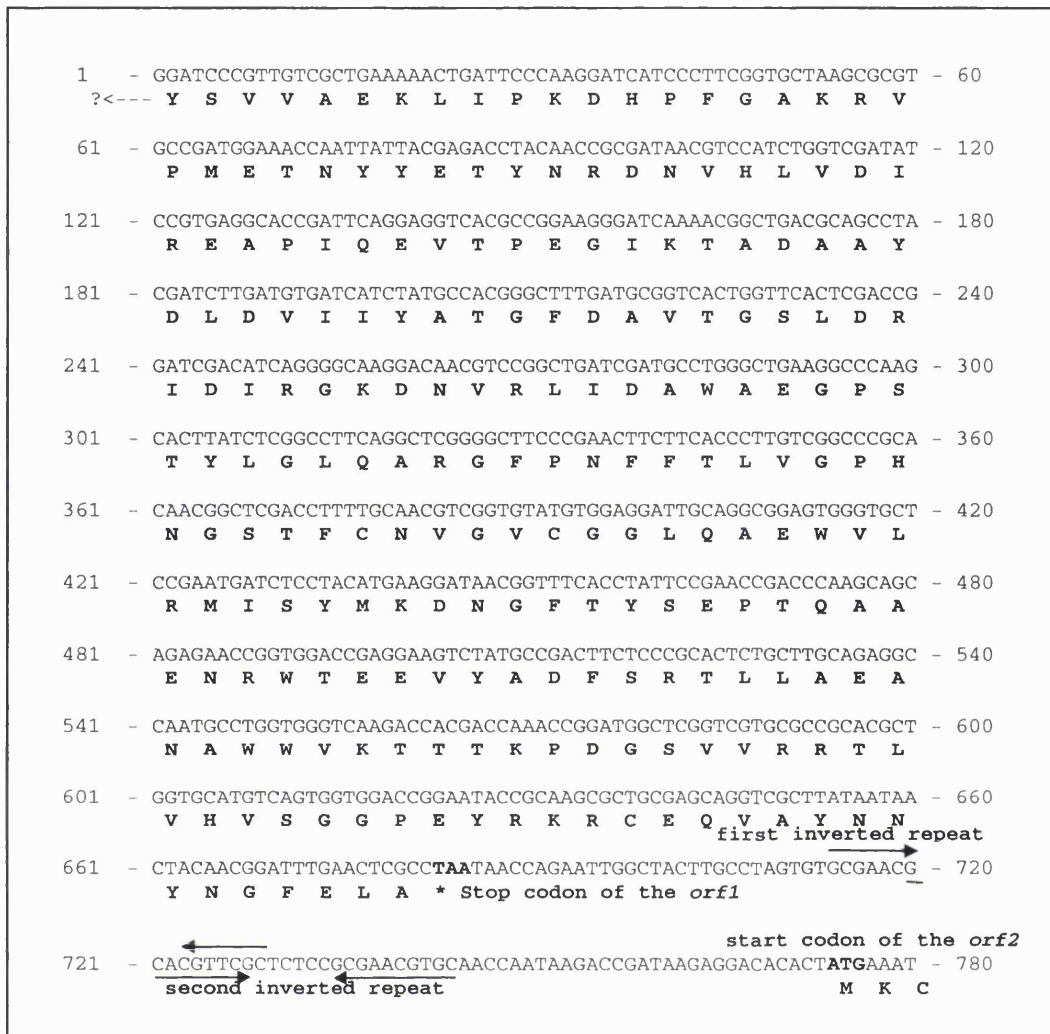 1 - GGATCCCGTTGTCGCTGAAAAACTGATTCCCAAGGATCATCCCTTCGGTGCTAAGCGCGT - 60
?<--- Y S V V A E K L I P K D H P F G A K R V
61 - GCCGATGGAAACCAATTATTACGAGACCTACAACCGCGATAACGTCCATCTGGTCGATAT - 120
P M E T N Y Y E T Y N R D N V H L V D I
121 - CCGTGAGGCACCGATTCAGGAGGTCACGCCGGAAGGGATCAAAACGGCTGACGCAGCCTA - 180
R E A P I Q E V T P E G I K T A D A A Y
181 - CGATCTTGATGTGATCATCTATGCCACGGGCTTTGATGCGGTCACTGGTTCACTCGACCG - 240
D L D V I I Y A T G F D A V T G S L D R
241 - GATCGACATCAGGGGCAAGGACAACGTCCGGCTGATCGATGCCTGGGCTGAAGGCCCAAG - 300
I D I R G K D N V R L I D A W A E G P S
301 - CACTTATCTCGGCCTTCAGGCTCGGGGCTTCCCGAACTTCTTCACCCTTGTCGGCCCGCA - 360
T Y L G L Q A R G F P N F F T L V G P H
361 - CAACGGCTCGACCTTTTGCAACGTCGGTGTATGTGGAGGATTGCAGGCGGAGTGGGTGCT - 420
N G S T F C N V G V C G G L Q A E W V L
421 - CCGAATGATCTCCTACATGAAGGATAACGGTTTCACCTATTCCGAACCGACCCAAGCAGC - 480
R M I S Y M K D N G F T Y S E P T Q A A
481 - AGAGAACCGGTGGACCGAGGAAGTCTATGCCGACTTCTCCCGCACTCTGCTTGCAGAGGC - 540
E N R W T E E V Y A D F S R T L L A E A
541 - CAATGCCTGGTGGGTCAAGACCACGACCAAACCGGATGGCTCGGTCGTGCGCCGCACGCT - 600
N A W W V K T T T K P D G S V V R R T L
601 - GGTGCATGTCAGTGGTGGACCGGAATACCGCAAGCGCTGCGAGCAGGTCGCTTATAATAA - 660
V H V S G G P E Y R K R C E Q V A Y N N
first inverted repeat
661 - CTACAACGGATTTGAACTCGCCTAATAACCAGAATTGGCTACTTGCCTAGTGTGCGAACG - 720
Y N G F E L A * Stop codon of the orf1
start codon of the orf2
721 - CACGTTCGCTCTCCGCGAACGTGCAACCAATAAGACCGATAAGAGGACACACTATGAAAT - 780
second inverted repeat M K C